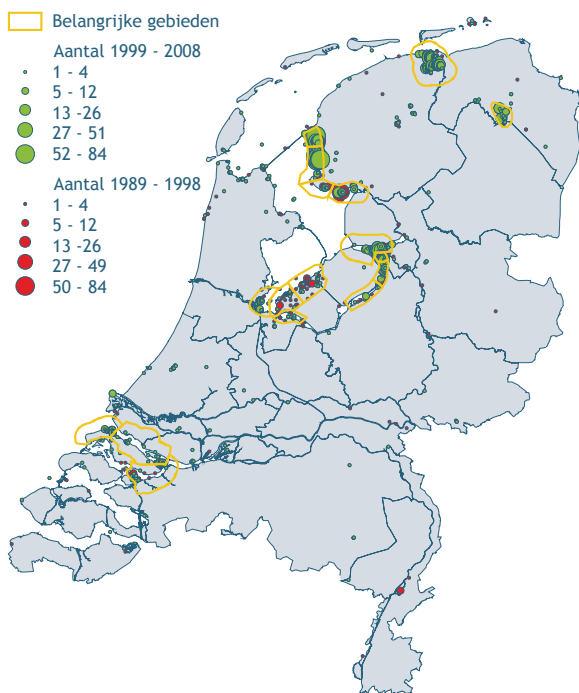 Belangrijke gebieden
Aantal 1999 - 2008
1 - 4
5 - 12
13 -26
27 - 51
52 - 84
Aantal 1989 - 1998
1 - 4
5 - 12
13 -26
27 - 49
50 - 84